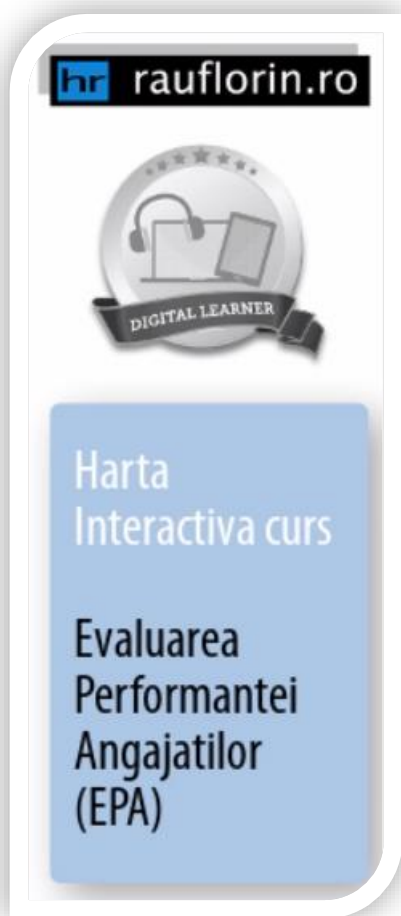 hr rauflorin.ro
DIGITAL LEARNER
Harta
Interactiva curs
Evaluarea
Performantei
Angajatilor
(EPA)